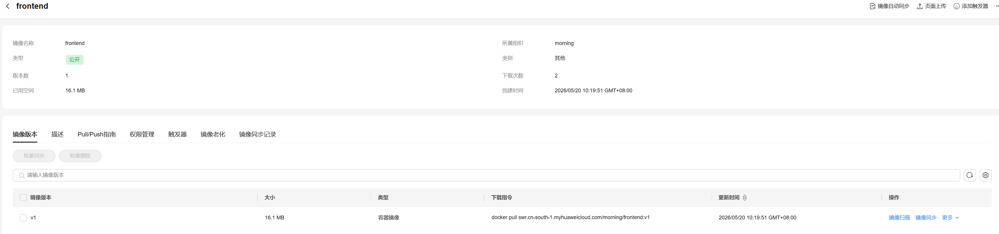 frontend
镜像自动同步 页面上传 添加触发器
镜像名称 frontend 所属组织 morning
类型 公开 类别 其他
版本数 1 下载次数 2
已用空间 16.1 MB 创建时间 2026/05/20 10:19:51 GMT+08:00
镜像版本 描述 Pull/Push指南 权限管理 触发器 镜像老化 镜像同步记录
批量同步 批量删除
请输入镜像版本
镜像版本 大小 类型 下载指令 更新时间 操作
v1 16.1 MB 容器镜像 docker pull swr.cn-south-1.myhuaweicloud.com/morning/frontend:v1 2026/05/20 10:19:51 GMT+08:00 镜像扫描 镜像同步 更多